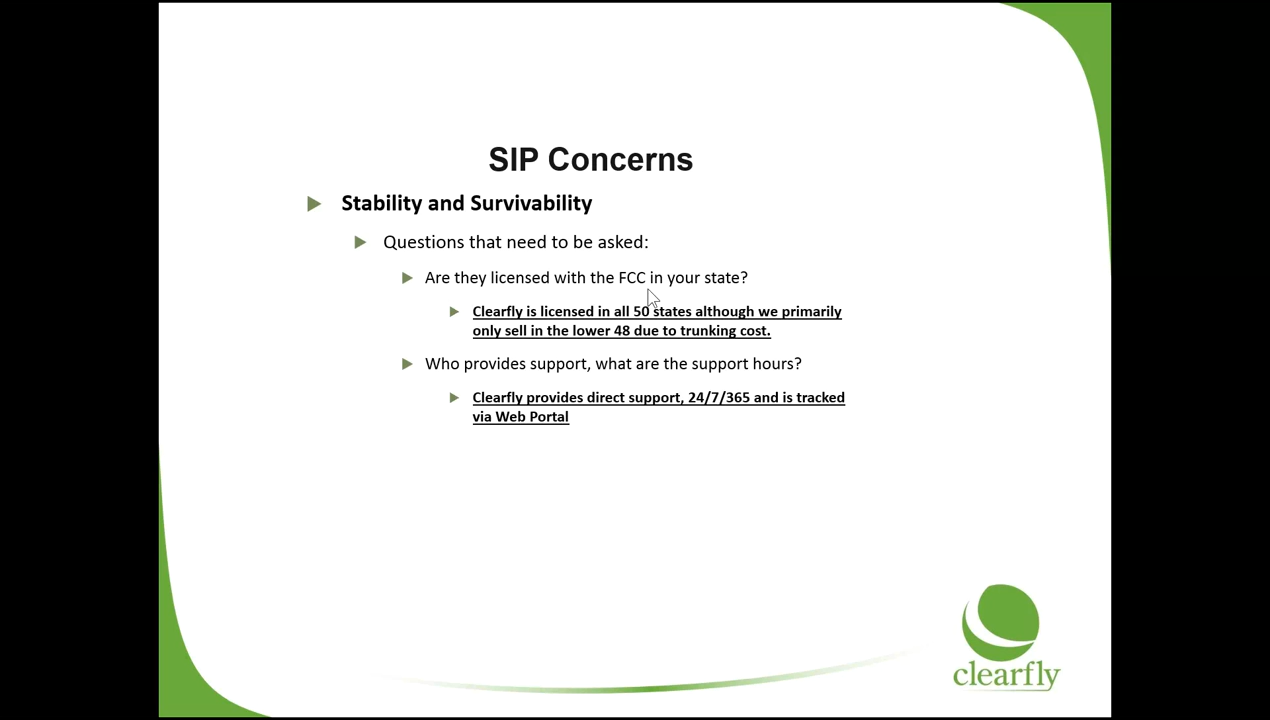 SIP Concerns
Stability and Survivability
Questions that need to be asked:
Are they licensed with the FCC in your state?
Clearfly is licensed in all 50 states although we primarily
only sell in the lower 48 due to trunking cost.
Who provides support, what are the support hours?
Clearfly provides direct support, 24/7/365 and is tracked
via Web Portal
clearfly